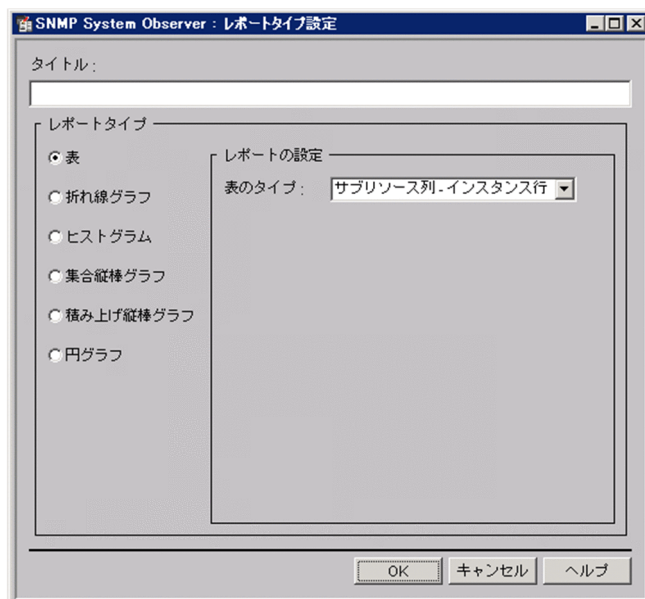 SNMP System Observer : レポートタイプ設定
タイトル :
レポートタイプ
表
折れ線グラフ
ヒストグラム
集合縦棒グラフ
積み上げ縦棒グラフ
円グラフ
レポートの設定
表のタイプ : サブリソース列-インスタンス行
OK キャンセル ヘルプ